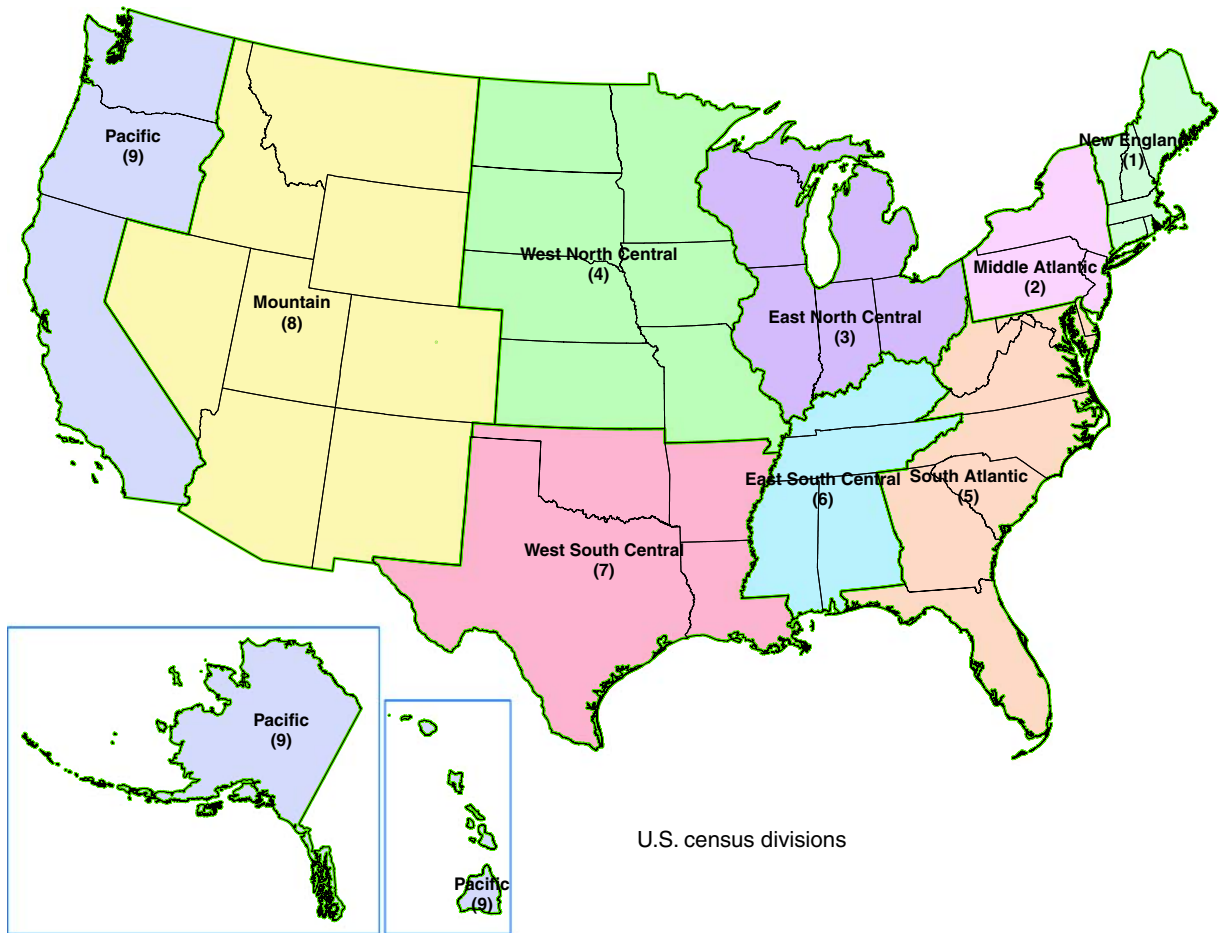 New England
(1)
Pacific
(9)
West North Central
(4)
Middle Atlantic
(2)
Mountain
(8)
East North Central
(3)
East South Central
(6)
South Atlantic
(5)
West South Central
(7)
Pacific
(9)
U.S. census divisions
Pacific
(9)